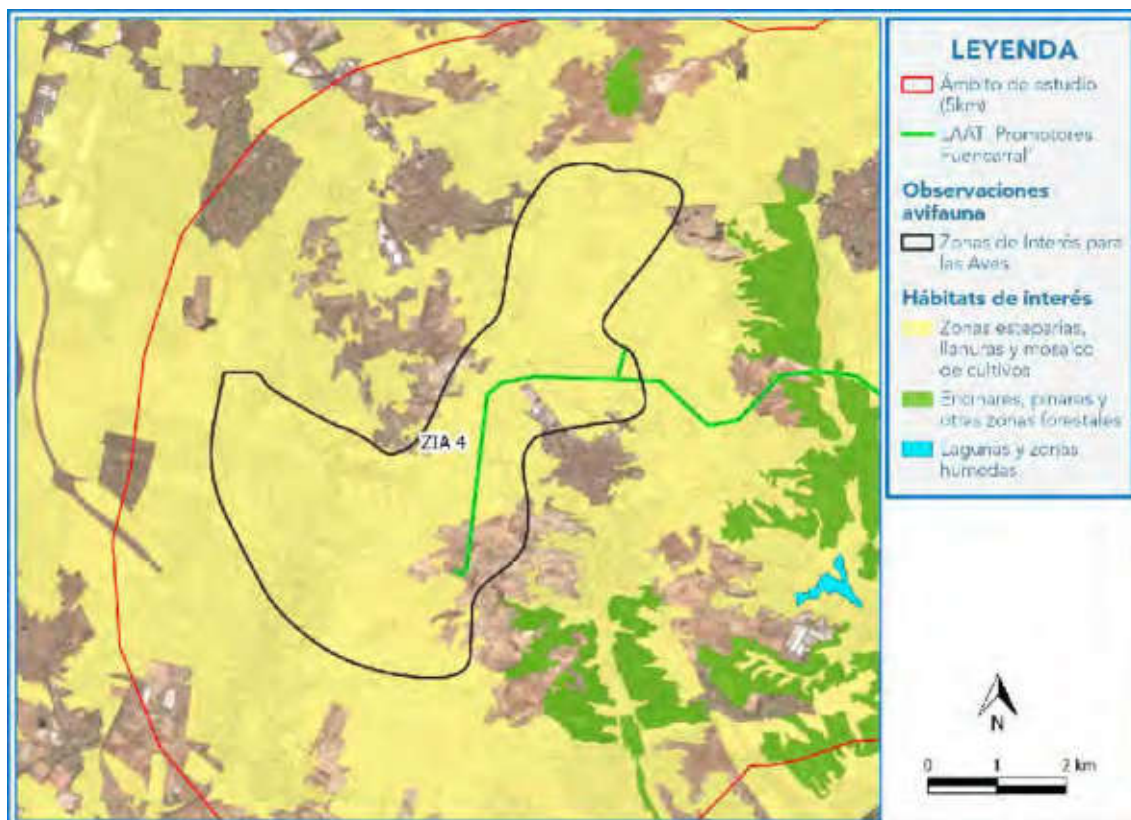 LEYENDA
Ámbito de estudio
(5km)
LAAT Promotores
Fuencarral"
Observaciones
avifauna
Zonas de Interés para
las Aves
Hábitats de interés
Zonas esteparias,
llanuras y mosaico
de cultivos
Encinares, pinares y
otras zonas forestales
Lagunas y zonas
humedas
ZIA 4
N
0 1 2 km